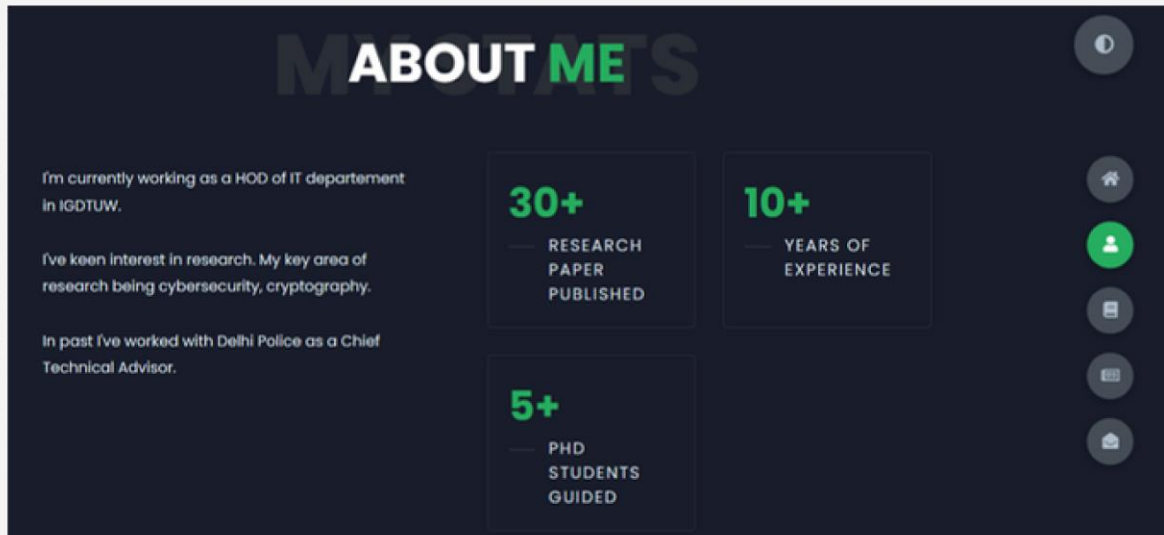 MY STATS
ABOUT ME
I'm currently working as a HOD of IT departement
in IGDTUW.
I've keen interest in research. My key area of
research being cybersecurity, cryptography.
In past I've worked with Delhi Police as a Chief
Technical Advisor.
30+
RESEARCH
PAPER
PUBLISHED
10+
YEARS OF
EXPERIENCE
5+
PHD
STUDENTS
GUIDED